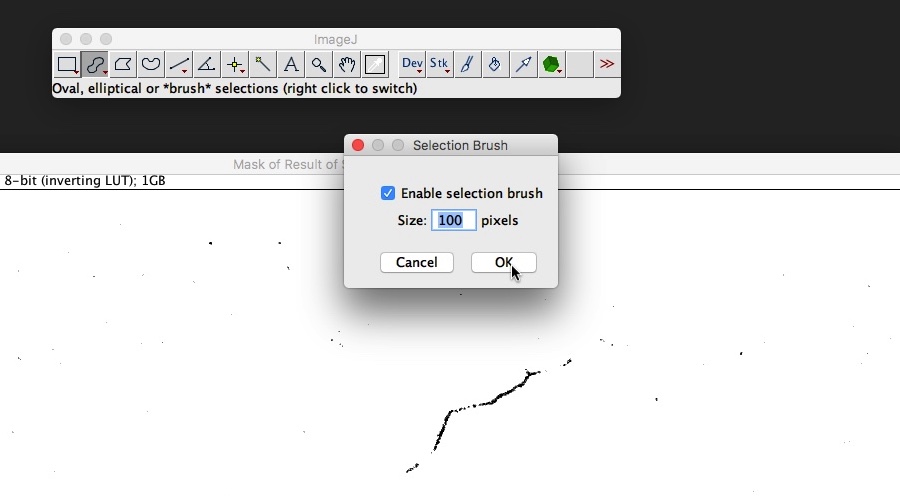 ImageJ
A Dev Stk >>
Oval, elliptical or *brush* selections (right click to switch)
Selection Brush
Mask of Result of
8-bit (inverting LUT); 1GB
Enable selection brush
Size: 100 pixels
Cancel OK